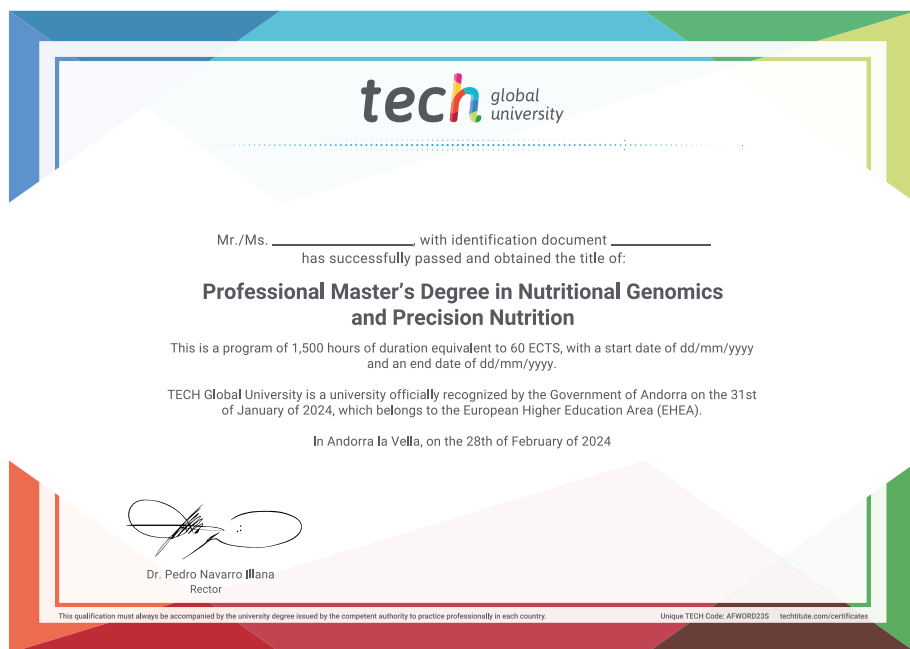 tech global university
Mr./Ms. ____________________, with identification document ______________
has successfully passed and obtained the title of:
Professional Master's Degree in Nutritional Genomics
and Precision Nutrition
This is a program of 1,500 hours of duration equivalent to 60 ECTS, with a start date of dd/mm/yyyy
and an end date of dd/mm/yyyy.
TECH Global University is a university officially recognized by the Government of Andorra on the 31st
of January of 2024, which belongs to the European Higher Education Area (EHEA).
In Andorra la Vella, on the 28th of February of 2024
Dr. Pedro Navarro Illana
Rector
This qualification must always be accompanied by the university degree issued by the competent authority to practice professionally in each country.
Unique TECH Code: AFWORD23S techtitute.com/certificates